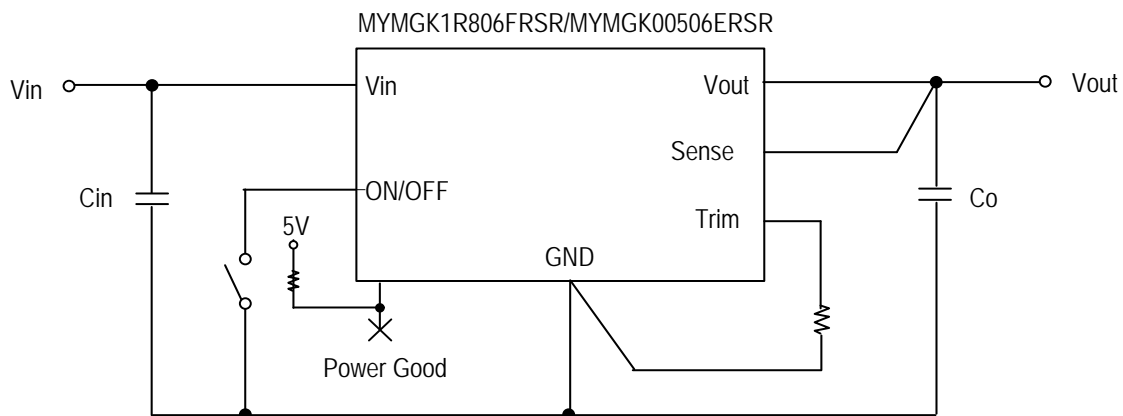 MYMGK1R806FRSR/MYMGK00506ERSR
Vin
Vin
Vout
Vout
Sense
Cin
ON/OFF
Co
5V
Trim
GND
Power Good